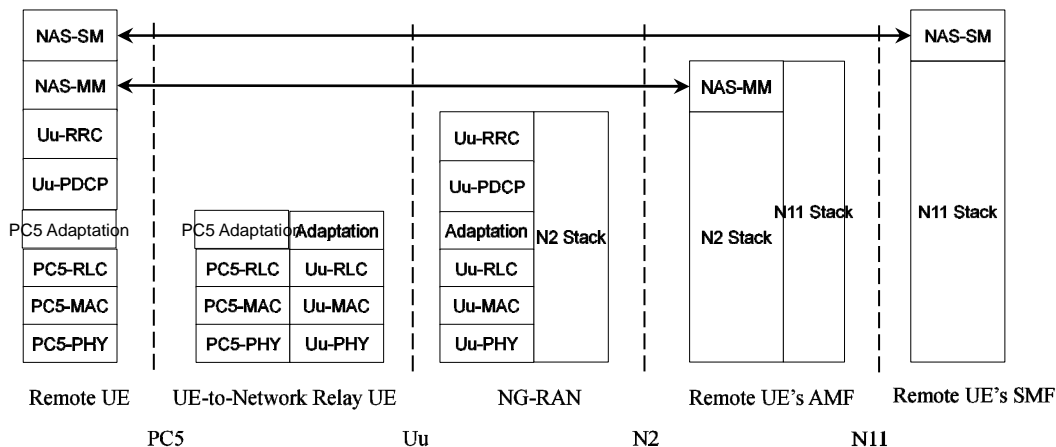 NAS-SM
NAS-MM
Uu-RRC
Uu-PDCP
PC5 Adaptation
PC5-RLC
PC5-MAC
PC5-PHY
Remote UE
PC5 Adaptation
PC5-RLC
PC5-MAC
PC5-PHY
Adaptation
Uu-RLC
Uu-MAC
Uu-PHY
UE-to-Network Relay UE
Uu-RRC
Uu-PDCP
Adaptation
Uu-RLC
Uu-MAC
Uu-PHY
N2 Stack
NG-RAN
NAS-MM
N2 Stack
N11 Stack
Remote UE's AMF
NAS-SM
N11 Stack
Remote UE's SMF
PC5
Uu
N2
N11